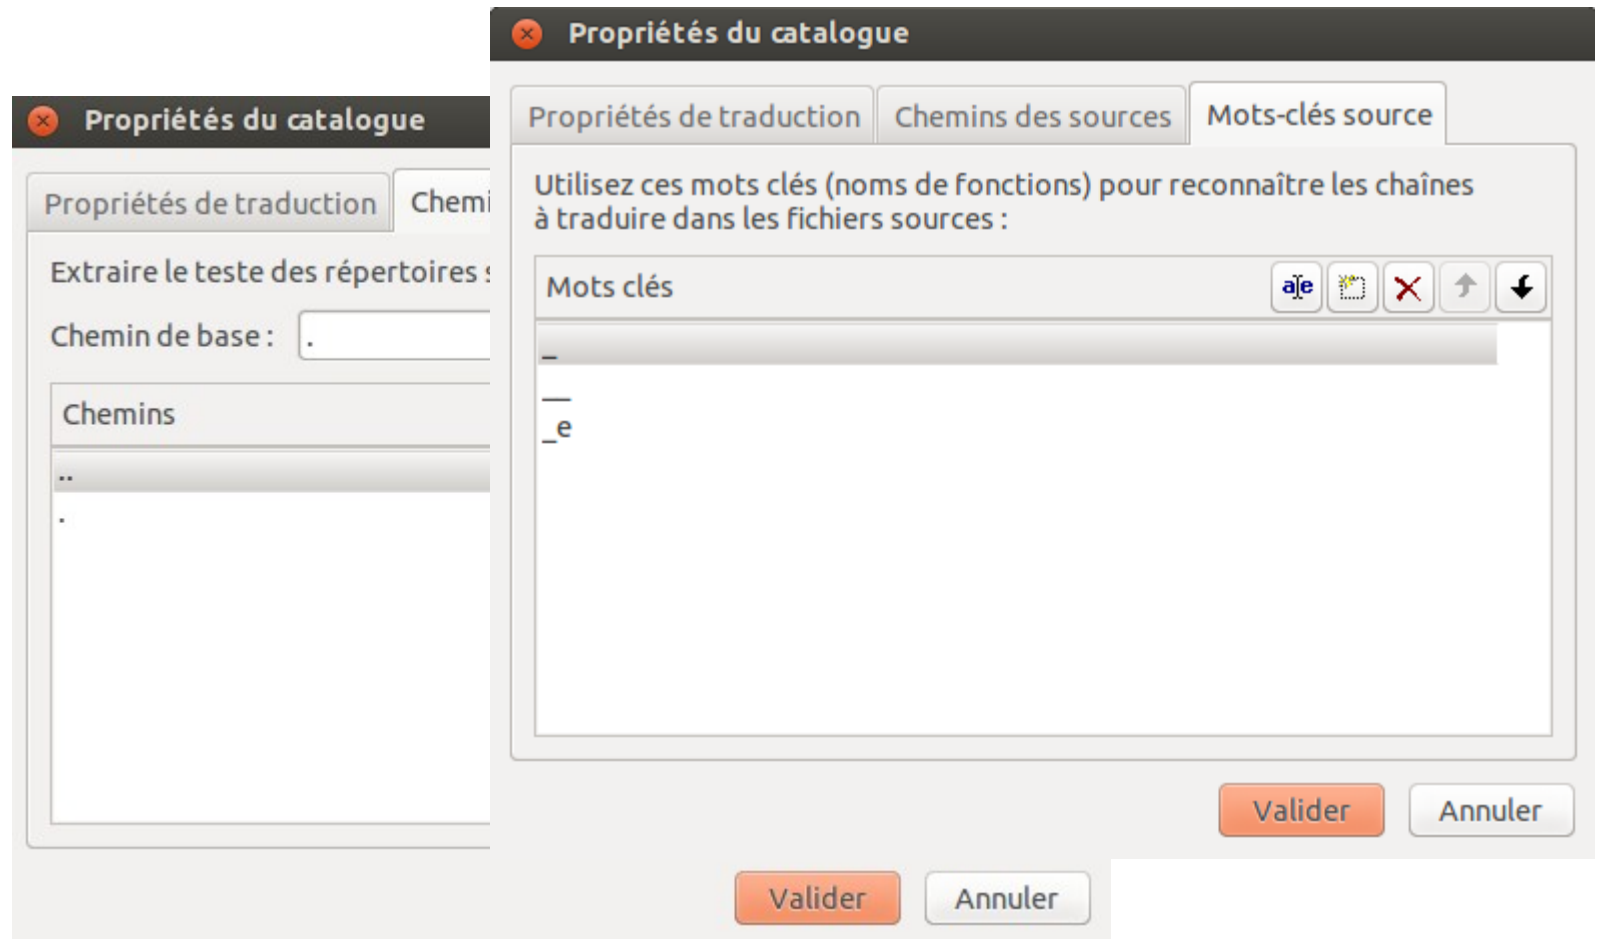 Propriétés du catalogue
Propriétés de traduction
Chemi
Extraire le teste des répertoires s
Chemin de base : .
Chemins
..
.
Valider
Annuler
Propriétés du catalogue
Propriétés de traduction
Chemins des sources
Mots-clés source
Utilisez ces mots clés (noms de fonctions) pour reconnaître les chaînes
à traduire dans les fichiers sources :
Mots clés
a|e
_
__
_e
Valider
Annuler